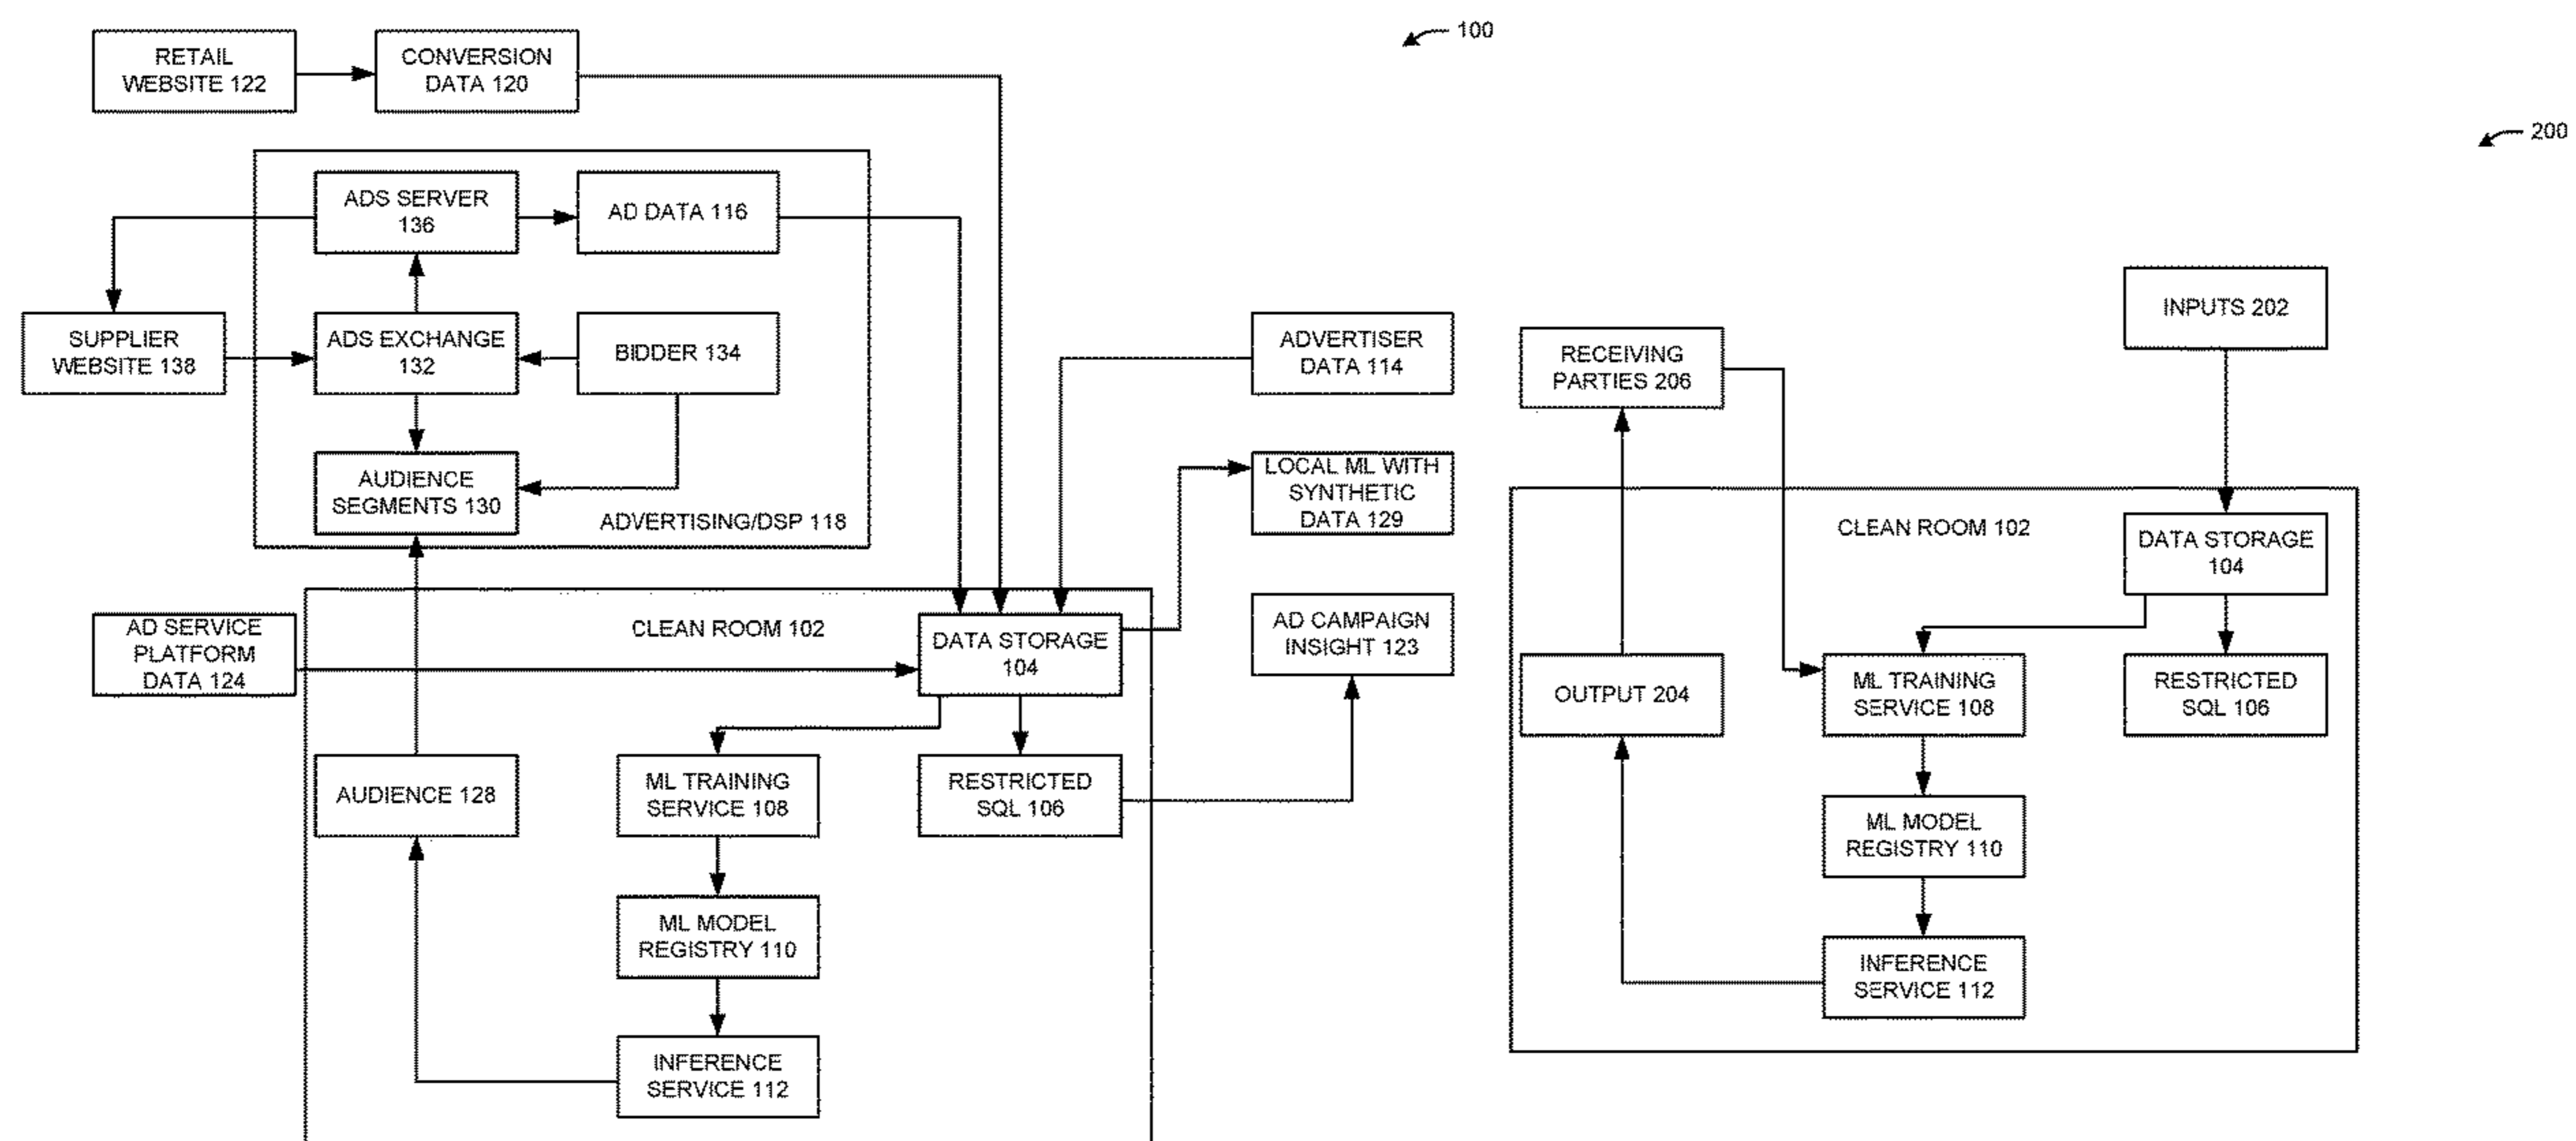 100
RETAIL
WEBSITE 122
CONVERSION
DATA 120
ADS SERVER
136
AD DATA 116
SUPPLIER
WEBSITE 138
ADS EXCHANGE
132
BIDDER 134
AUDIENCE
SEGMENTS 130
ADVERTISING/DSP 118
ADVERTISER
DATA 114
LOCAL ML WITH
SYNTHETIC
DATA 129
AD CAMPAIGN
INSIGHT 123
AD SERVICE
PLATFORM
DATA 124
CLEAN ROOM 102
DATA STORAGE
104
AUDIENCE 128
ML TRAINING
SERVICE 108
RESTRICTED
SQL 106
ML MODEL
REGISTRY 110
INFERENCE
SERVICE 112
200
INPUTS 202
RECEIVING
PARTIES 206
CLEAN ROOM 102
DATA STORAGE
104
OUTPUT 204
ML TRAINING
SERVICE 108
RESTRICTED
SQL 106
ML MODEL
REGISTRY 110
INFERENCE
SERVICE 112